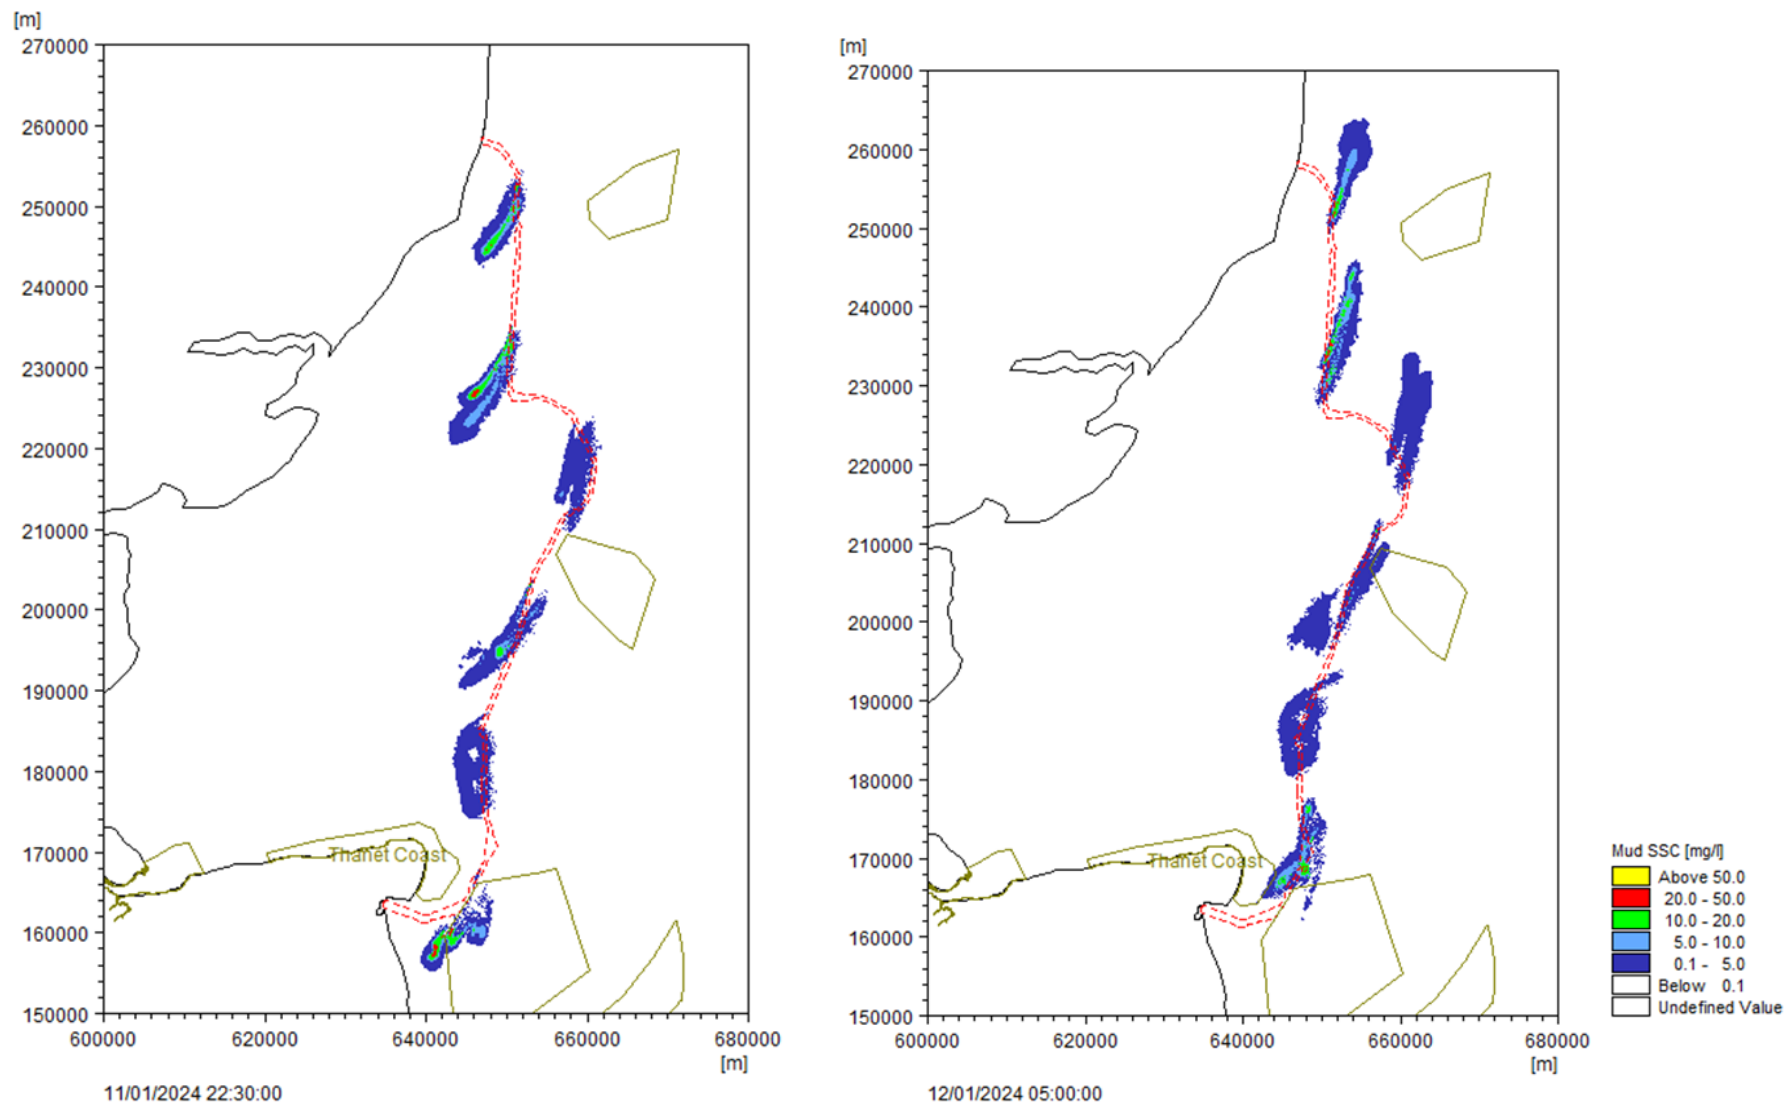 [m]
270000
260000
250000
240000
230000
220000
210000
200000
190000
180000
170000
160000
150000
600000 620000 640000 660000 680000
[m]
Thanet Coast
11/01/2024 22:30:00
[m]
270000
260000
250000
240000
230000
220000
210000
200000
190000
180000
170000
160000
150000
600000 620000 640000 660000 680000
[m]
Thanet Coast
12/01/2024 05:00:00
Mud SSC [mg/l]
Above 50.0
20.0 - 50.0
10.0 - 20.0
5.0 - 10.0
0.1 - 5.0
Below 0.1
Undefined Value